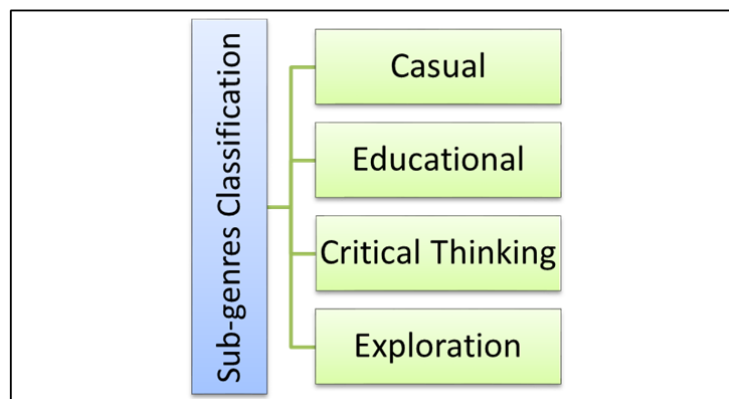 Sub-genres Classification
Casual
Educational
Critical Thinking
Exploration